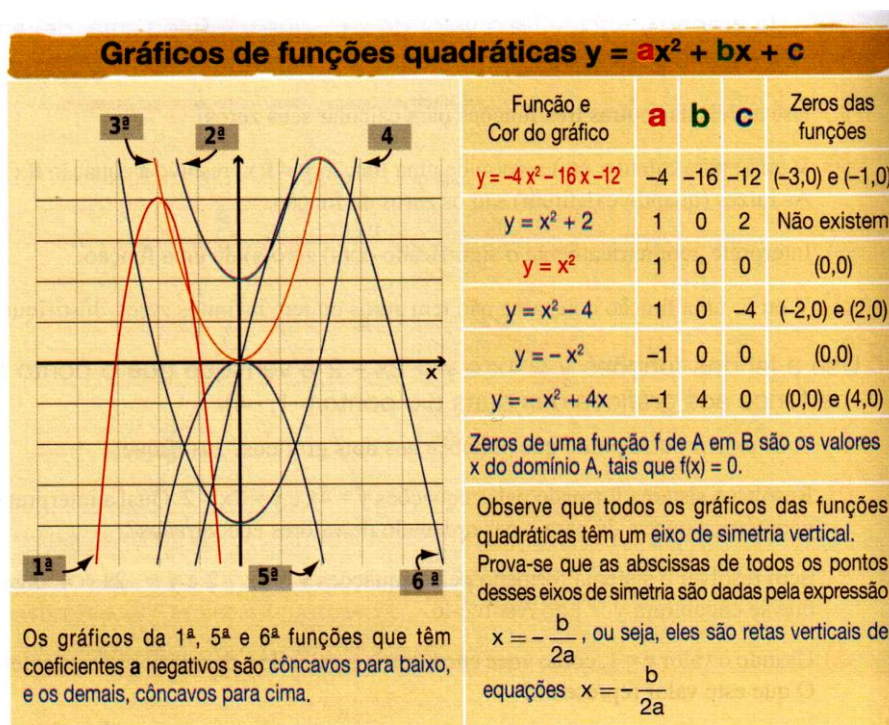 Gráficos de funções quadráticas y = ax² + bx + c
3ª
2ª
4
x
1ª
5ª
6ª
Os gráficos da 1ª, 5ª e 6ª funções que têm
coeficientes a negativos são côncavos para baixo,
e os demais, côncavos para cima.
Função e
Cor do gráfico
a b c
Zeros das
funções
y = –4 x² – 16 x –12 –4 –16 –12 (–3,0) e (–1,0)
y = x² + 2 1 0 2 Não existem
y = x² 1 0 0 (0,0)
y = x² – 4 1 0 –4 (–2,0) e (2,0)
y = – x² –1 0 0 (0,0)
y = – x² + 4x –1 4 0 (0,0) e (4,0)
Zeros de uma função f de A em B são os valores
x do domínio A, tais que f(x) = 0.
Observe que todos os gráficos das funções
quadráticas têm um eixo de simetria vertical.
Prova-se que as abscissas de todos os pontos
desses eixos de simetria são dadas pela expressão
x = – b/2a, ou seja, eles são retas verticais de
equações x = – b/2a